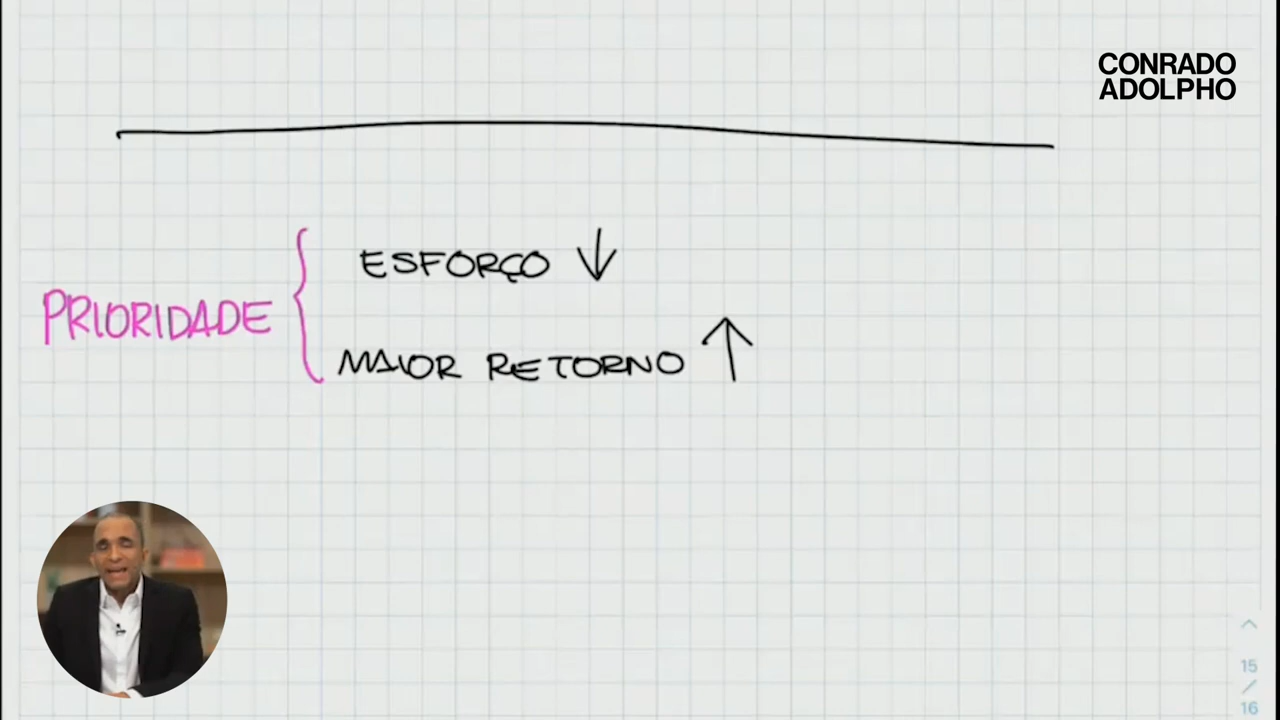 CONRADO
ADOLPHO
ESFORÇO ↓
PRIORIDADE {
MAIOR RETORNO ↑
15
/
16